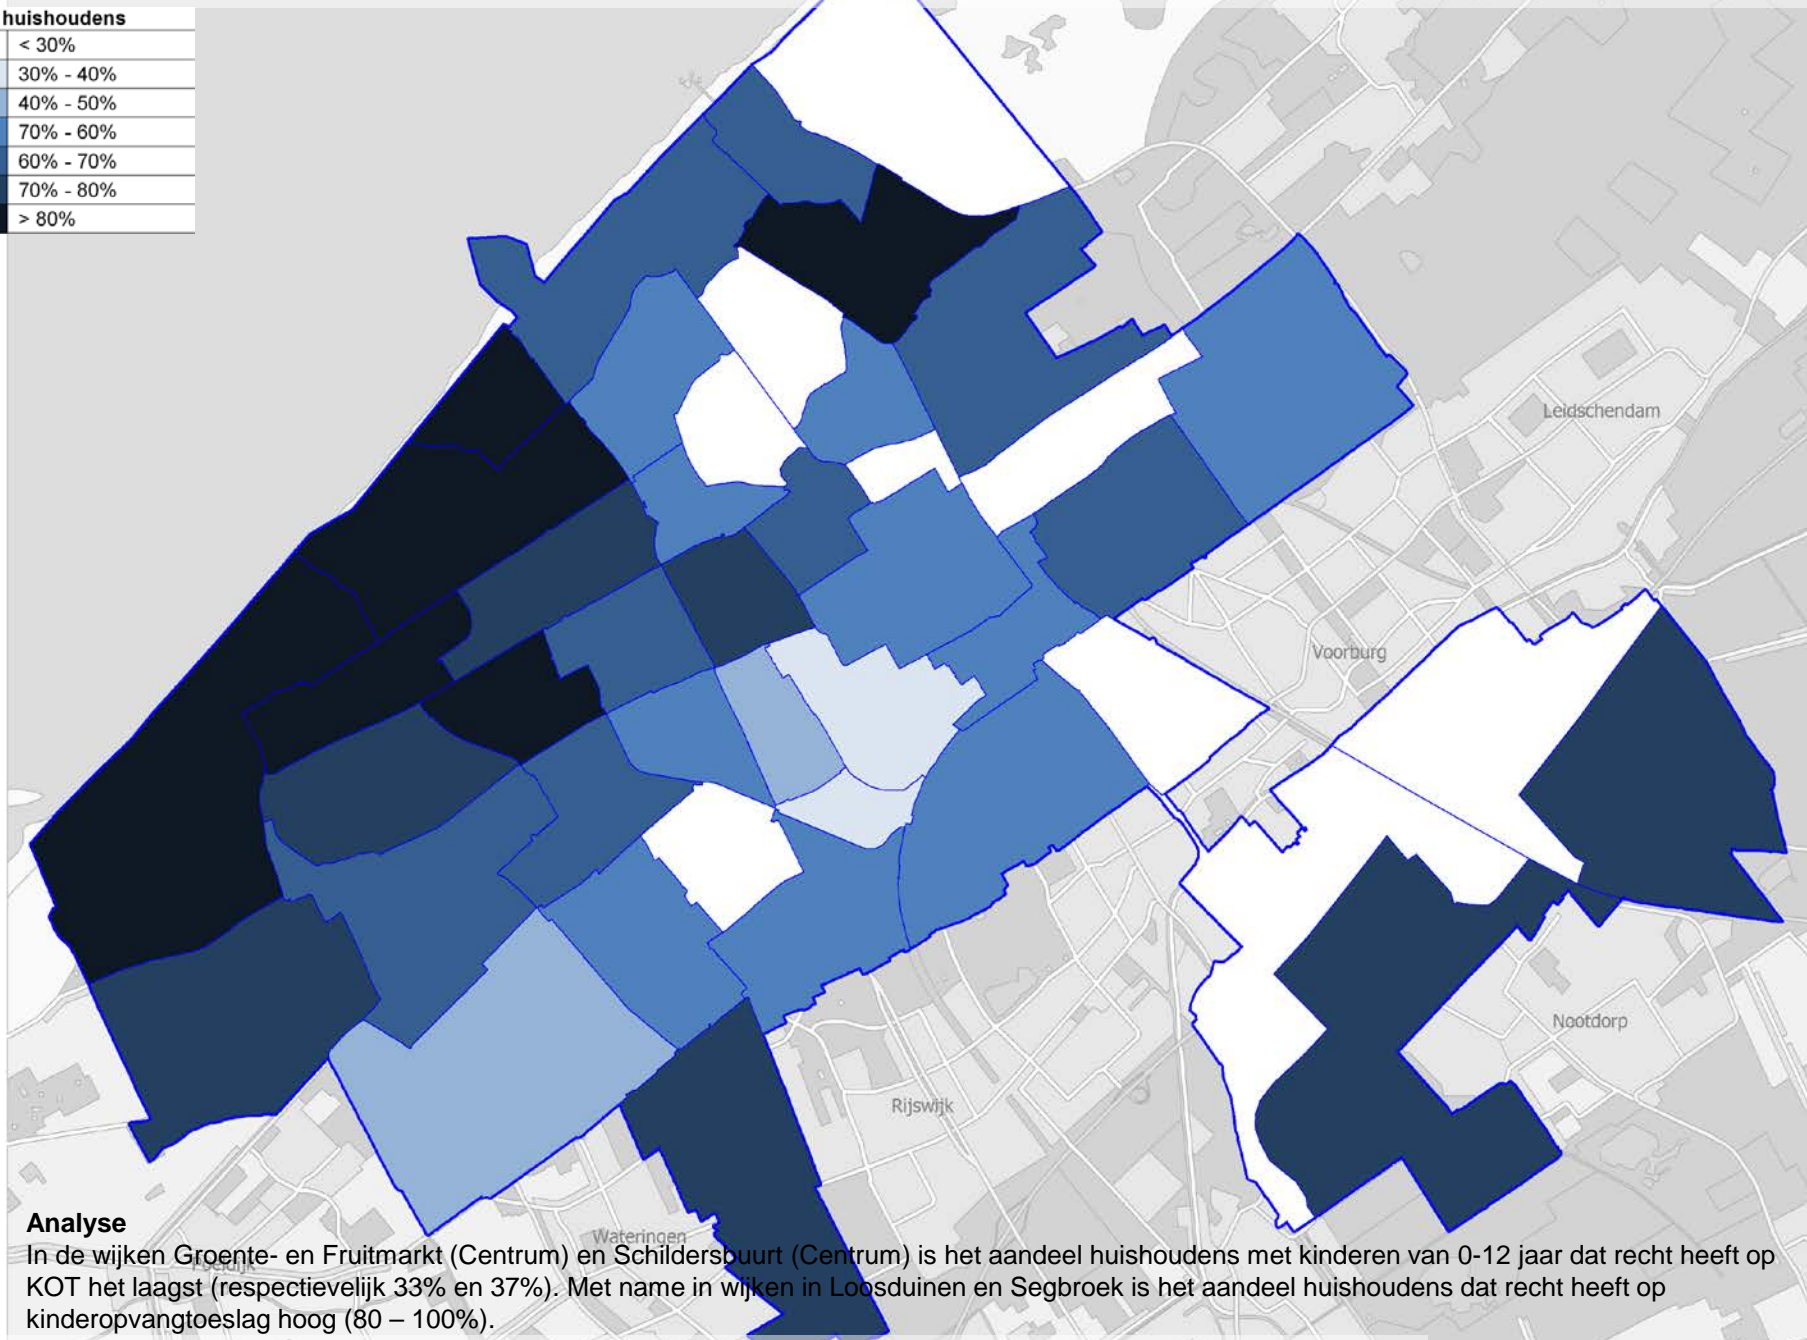 huishoudens
< 30%
30% - 40%
40% - 50%
70% - 60%
60% - 70%
70% - 80%
> 80%
Leidschendam
Voorburg
Nootdorp
Rijswijk
Wateringen
Poeldijk
Analyse
In de wijken Groente- en Fruitmarkt (Centrum) en Schildersbuurt (Centrum) is het aandeel huishoudens met kinderen van 0-12 jaar dat recht heeft op
KOT het laagst (respectievelijk 33% en 37%). Met name in wijken in Loosduinen en Segbroek is het aandeel huishoudens dat recht heeft op
kinderopvangtoeslag hoog (80 – 100%).